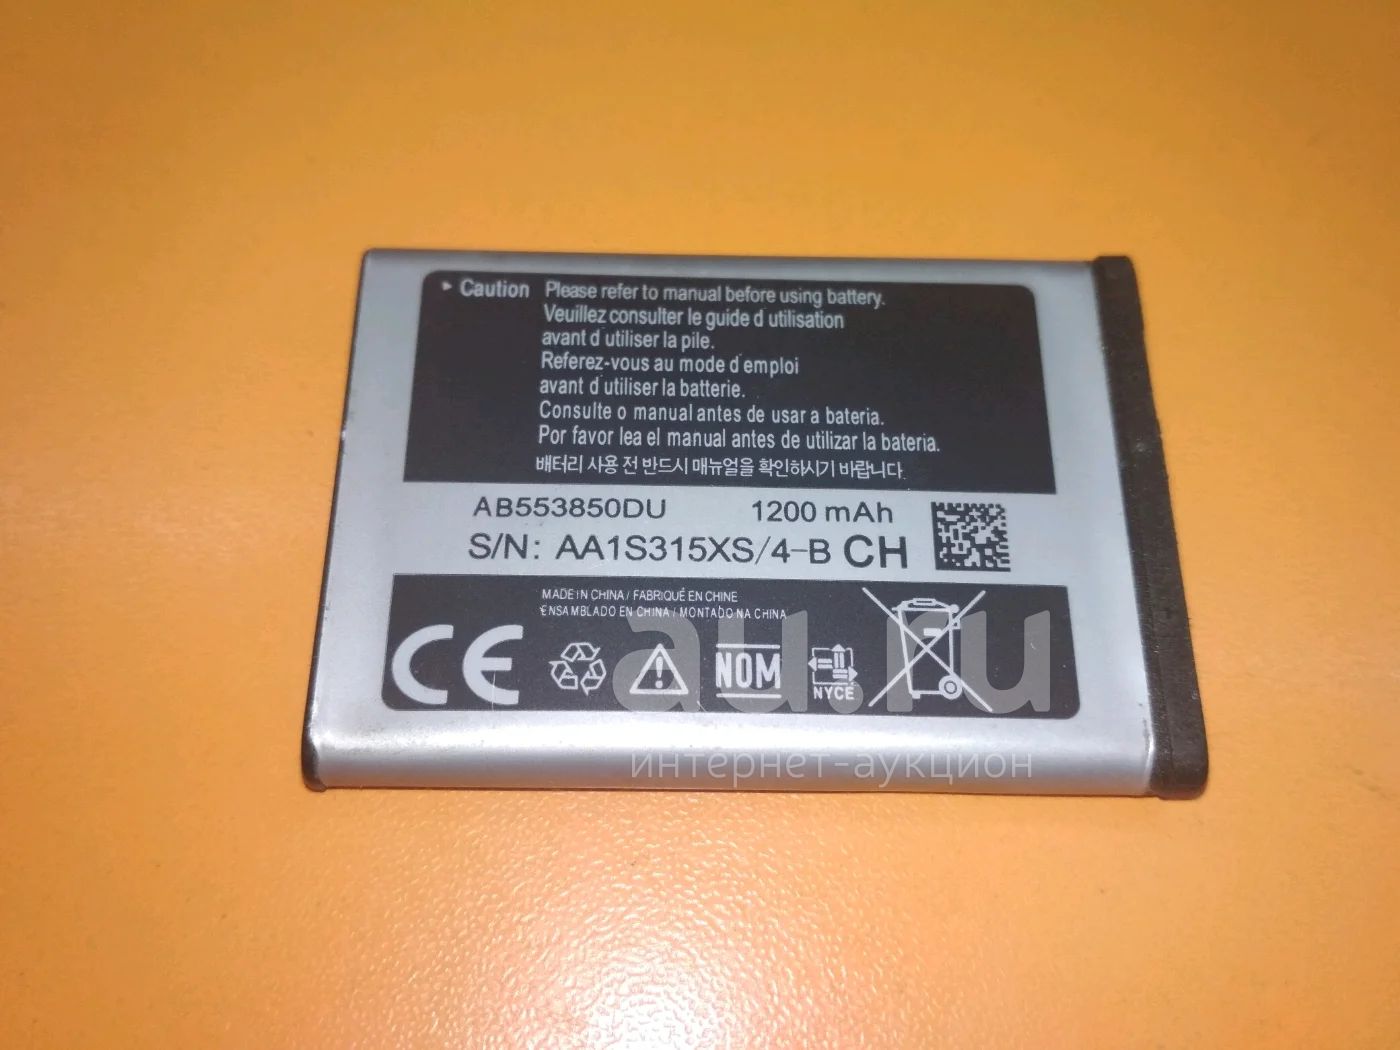 Caution Please refer to manual before using battery.
Veuillez consulter le guide d utilisation
avant d utiliser la pile.
Referez-vous au mode d'emploi
avant d'utiliser la batterie.
Consulte o manual antes de usar a bateria.
Por favor lea el manual antes de utilizar la bateria.
배터리 사용 전 반드시 매뉴얼을 확인하시기 바랍니다.
AB553850DU 1200 mAh
S/N: AA1S315XS/4-B CH
MADE IN CHINA / FABRIQUÉ EN CHINE
ENSAMBLADO EN CHINA / MONTADO NA CHINA
CE NOM NYCE
au.ru
интернет-аукцион